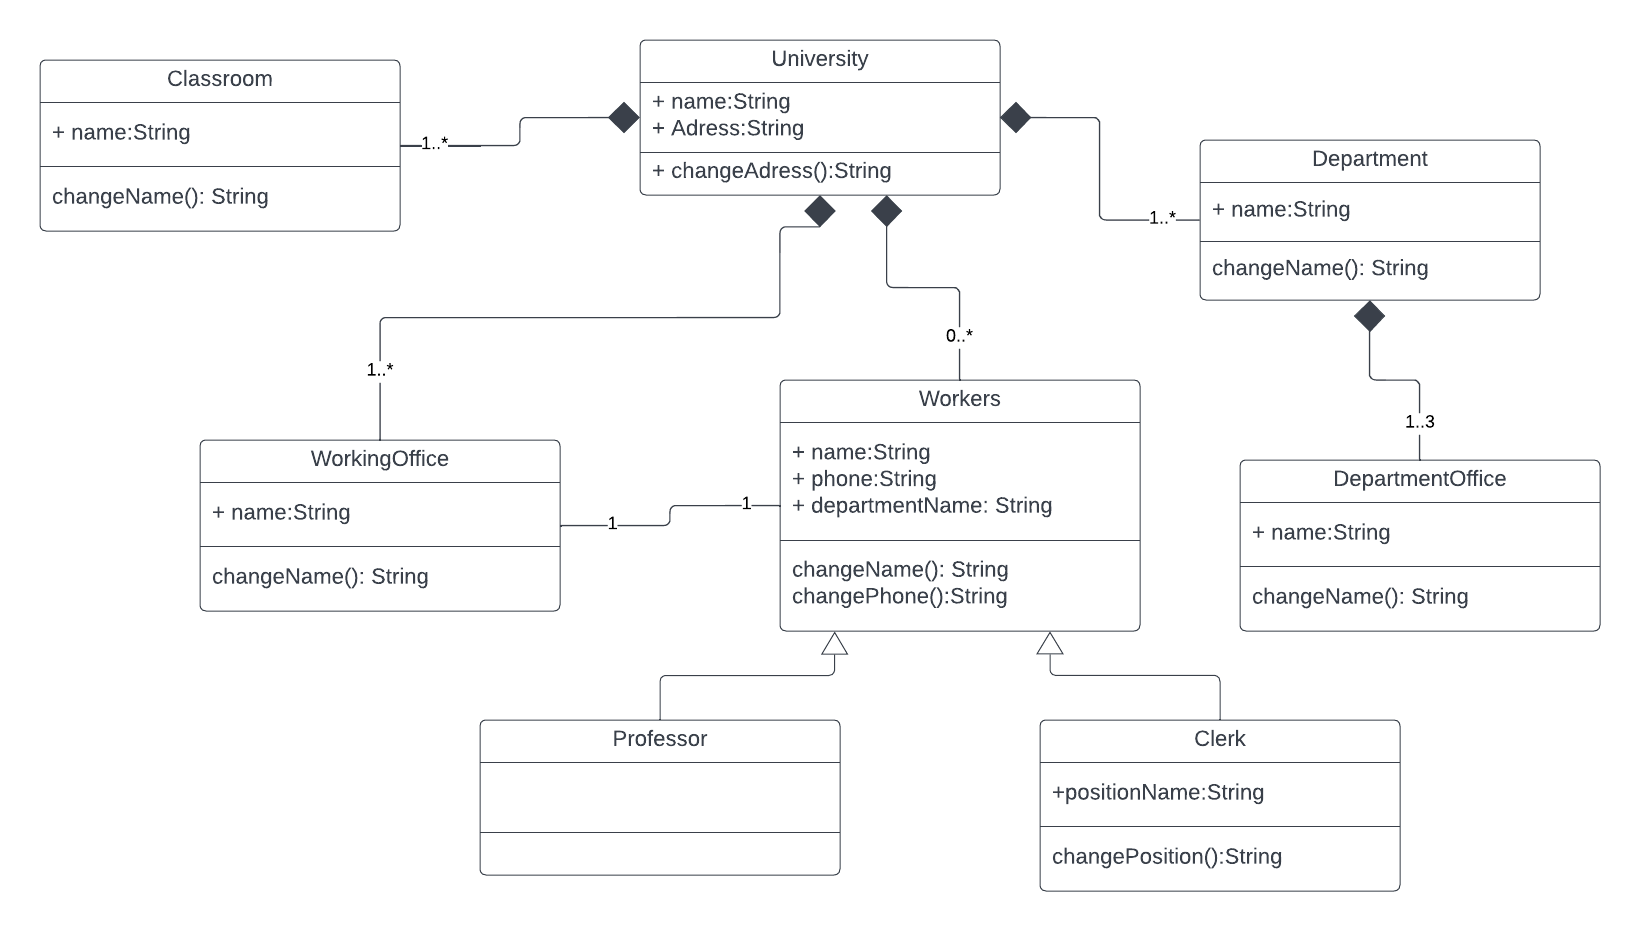 University
+ name:String
+ Adress:String
+ changeAdress():String
Classroom
+ name:String
changeName(): String
1..*
Department
+ name:String
changeName(): String
1..*
1..*
0..*
1..3
Workers
+ name:String
+ phone:String
+ departmentName: String
changeName(): String
changePhone():String
WorkingOffice
+ name:String
changeName(): String
1
1
DepartmentOffice
+ name:String
changeName(): String
Professor
Clerk
+positionName:String
changePosition():String